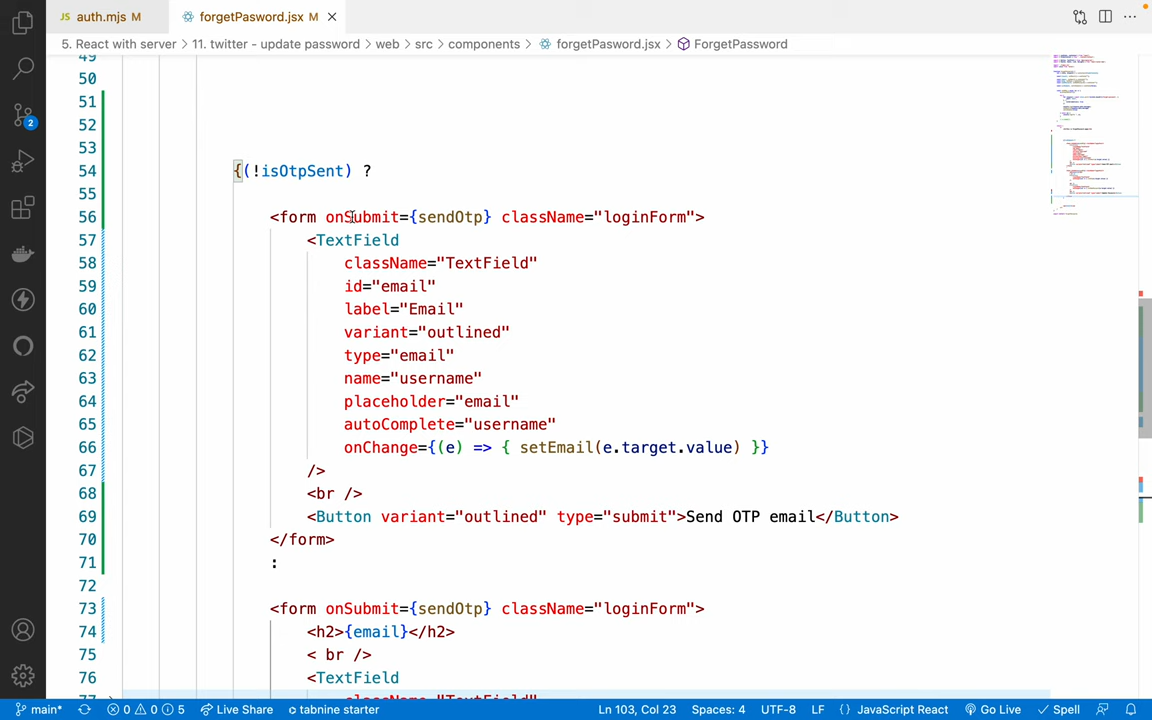 JS auth.mjs M
forgetPasword.jsx M ×
5. React with server > 11. twitter - update password > web > src > components > forgetPasword.jsx > ForgetPassword
49
50
51
52
53
54 {(!isOtpSent) ?
55
56 <form onSubmit={sendOtp} className="loginForm">
57 <TextField
58 className="TextField"
59 id="email"
60 label="Email"
61 variant="outlined"
62 type="email"
63 name="username"
64 placeholder="email"
65 autoComplete="username"
66 onChange={(e) => { setEmail(e.target.value) }}
67 />
68 <br />
69 <Button variant="outlined" type="submit">Send OTP email</Button>
70 </form>
71 :
72
73 <form onSubmit={sendOtp} className="loginForm">
74 <h2>{email}</h2>
75 < br />
76 <TextField
77 className="TextField"
2
main* 0 0 5 Live Share tabnine starter Ln 103, Col 23 Spaces: 4 UTF-8 LF {} JavaScript React Go Live Spell